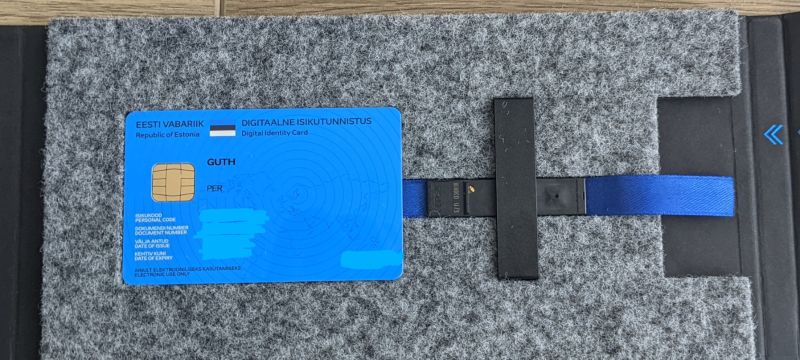 EESTI VABARIIK
Republic of Estonia
DIGITAALNE ISIKUTUNNISTUS
Digital Identity Card
GUTH
PER
ISIKUKOOD
PERSONAL CODE
DOKUMENDI NUMBER
DOCUMENT NUMBER
VÄLJA ANTUD
DATE OF ISSUE
KEHTIV KUNI
DATE OF EXPIRY
AINULT ELEKTROONILISEKS KASUTAMISEKS
ELECTRONIC USE ONLY